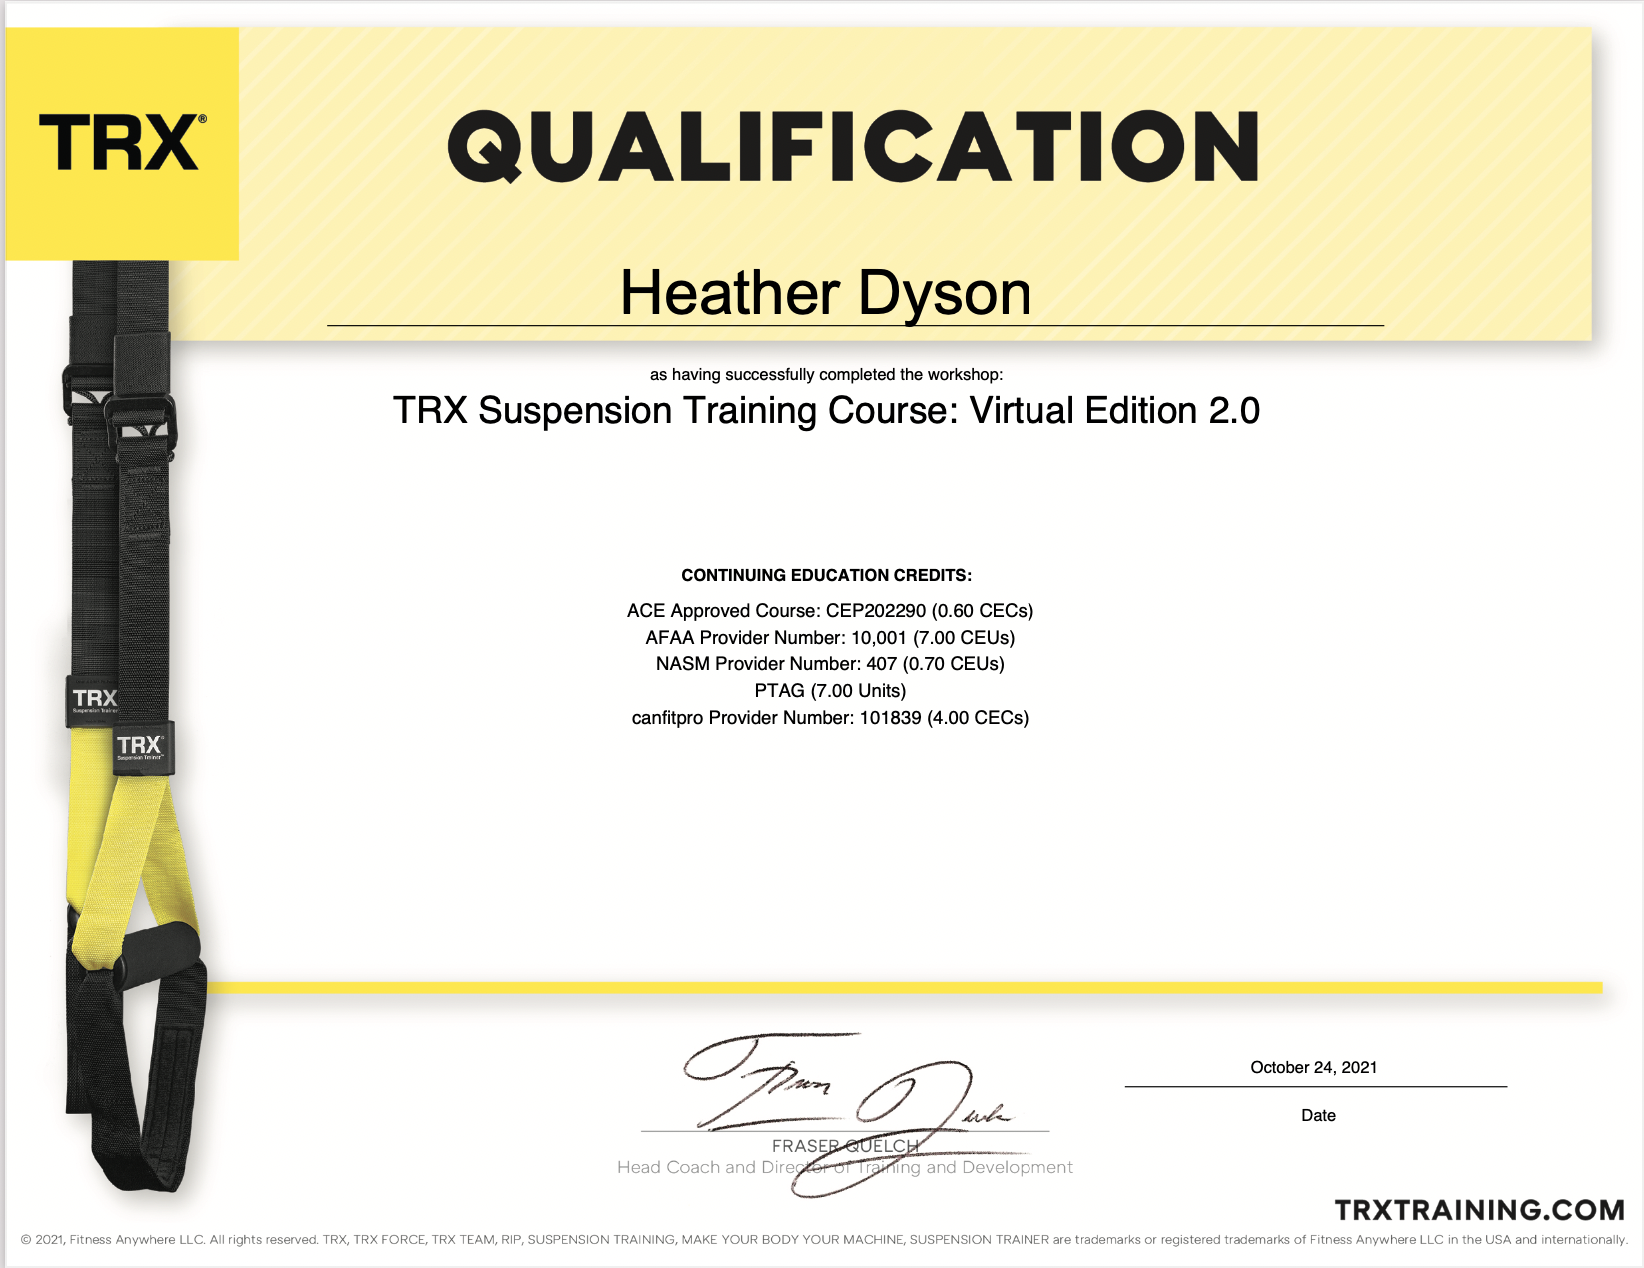 TRX®
QUALIFICATION
Heather Dyson
as having successfully completed the workshop:
TRX Suspension Training Course: Virtual Edition 2.0
CONTINUING EDUCATION CREDITS:
ACE Approved Course: CEP202290 (0.60 CECs)
AFAA Provider Number: 10,001 (7.00 CEUs)
NASM Provider Number: 407 (0.70 CEUs)
PTAG (7.00 Units)
canfitpro Provider Number: 101839 (4.00 CECs)
TRX
Suspension Trainer
TRX
Suspension Trainer
October 24, 2021
Date
FRASER QUELCH
Head Coach and Director of Training and Development
TRXTRAINING.COM
© 2021, Fitness Anywhere LLC. All rights reserved. TRX, TRX FORCE, TRX TEAM, RIP, SUSPENSION TRAINING, MAKE YOUR BODY YOUR MACHINE, SUSPENSION TRAINER are trademarks or registered trademarks of Fitness Anywhere LLC in the USA and internationally.